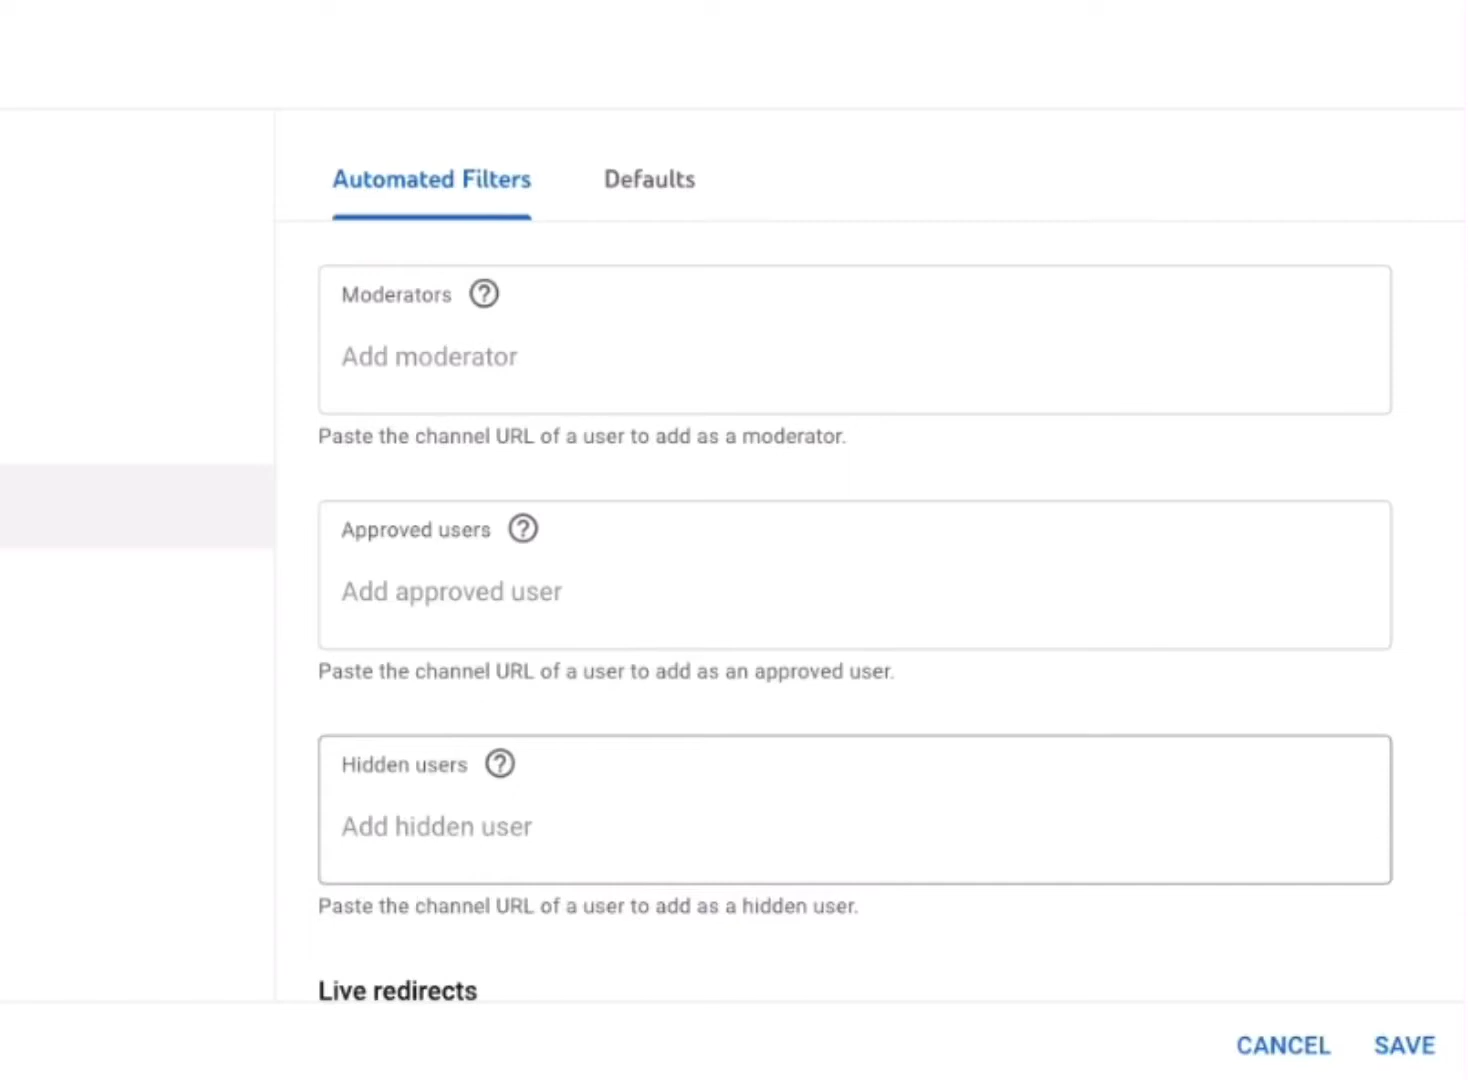 Automated Filters
Defaults
Moderators
Add moderator
Paste the channel URL of a user to add as a moderator.
Approved users
Add approved user
Paste the channel URL of a user to add as an approved user.
Hidden users
Add hidden user
Paste the channel URL of a user to add as a hidden user.
Live redirects
CANCEL
SAVE